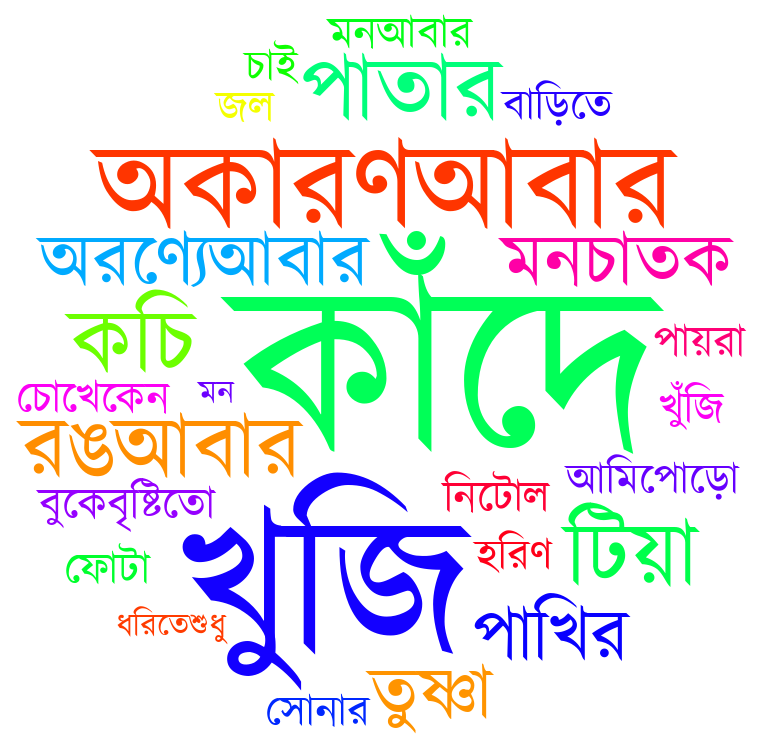 মনআবার
চাই
পাতার
জল
বাড়িতে
অকারণআবার
অরণ্যেআবার
মনচাতক
কাঁদে
কচি
পায়রা
চোখেকেন
মন
খুঁজি
রঙআবার
বুকেবৃষ্টিতো
নিটোল
আমিপোড়ো
খুজি
হরিণ
টিয়া
ফোটা
ধরিতেশুধু
পাখির
সোনার
তুষ্ণা